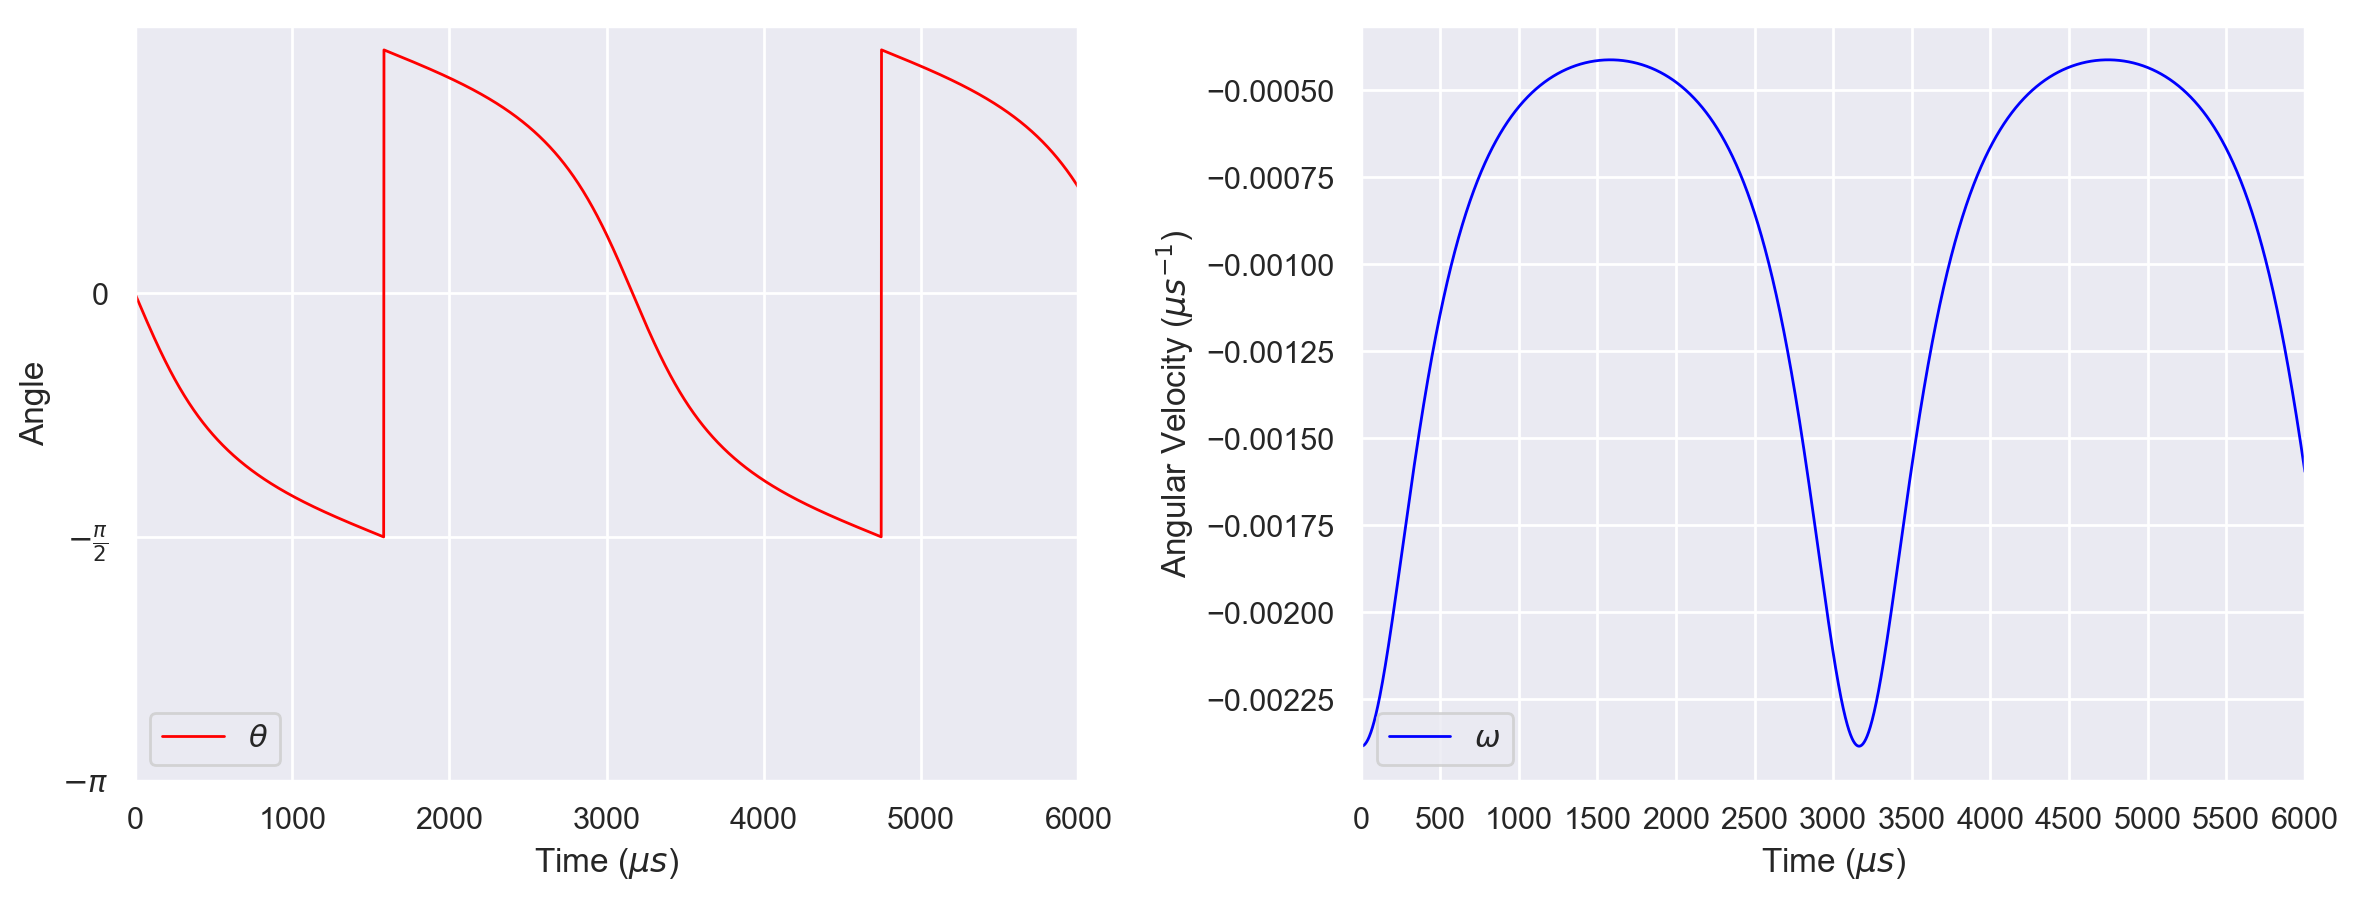 Angle
0
−π/2
−π
θ
0 1000 2000 3000 4000 5000 6000
Time (μs)
Angular Velocity (μs⁻¹)
−0.00050
−0.00075
−0.00100
−0.00125
−0.00150
−0.00175
−0.00200
−0.00225
ω
0 500 1000 1500 2000 2500 3000 3500 4000 4500 5000 5500 6000
Time (μs)